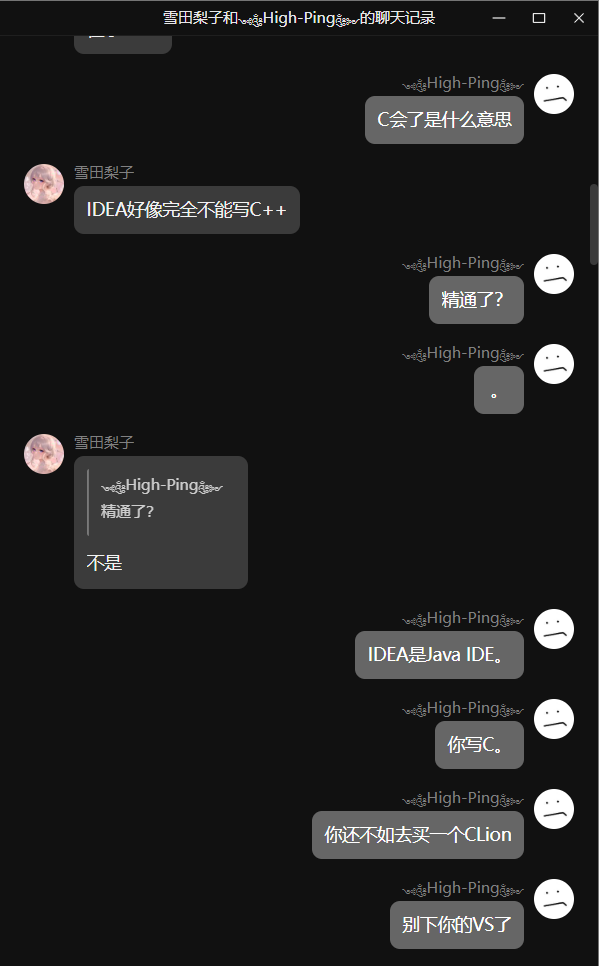 雪田梨子和~High-Ping~的聊天记录
High-Ping
C会了是什么意思
雪田梨子
IDEA好像完全不能写C++
High-Ping
精通了？
High-Ping
。
雪田梨子
High-Ping
精通了？
不是
High-Ping
IDEA是Java IDE。
High-Ping
你写C。
High-Ping
你还不如去买一个CLion
High-Ping
别下你的VS了